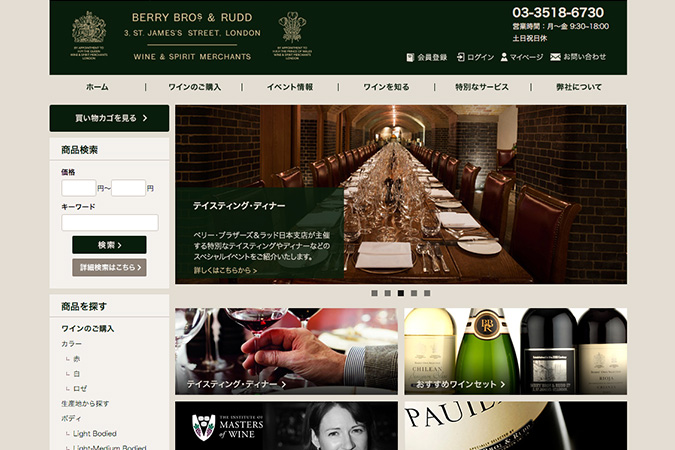 BERRY BROS & RUDD
3. ST. JAMES'S STREET, LONDON
WINE & SPIRIT MERCHANTS
BY APPOINTMENT TO
WINE & SPIRIT MERCHANTS
LONDON
BY APPOINTMENT TO
WINE & SPIRIT MERCHANTS
LONDON
03-3518-6730
営業時間:月〜金 9:30-18:00
土日祝日休
会員登録 ログイン マイページ お問い合わせ
ホーム ワインのご購入 イベント情報 ワインを知る 特別なサービス 弊社について
買い物カゴを見る
商品検索
価格
円〜 円
キーワード
検索
詳細検索はこちら
商品を探す
ワインのご購入
カラー
赤
白
ロゼ
生産地から探す
ボディ
Light Bodied
Light-Medium Bodied
テイスティング・ディナー
ベリー・ブラザーズ&ラッド日本支店が主催
する特別なテイスティングやディナーなどの
スペシャルイベントをご紹介いたします。
詳しくはこちらから >
テイスティング・ディナー
BBR
CHILEAN
BERRY BROS & RUDD
RIOJA
おすすめワインセット
THE INSTITUTE OF
MASTERS
of WINE
PAUIL